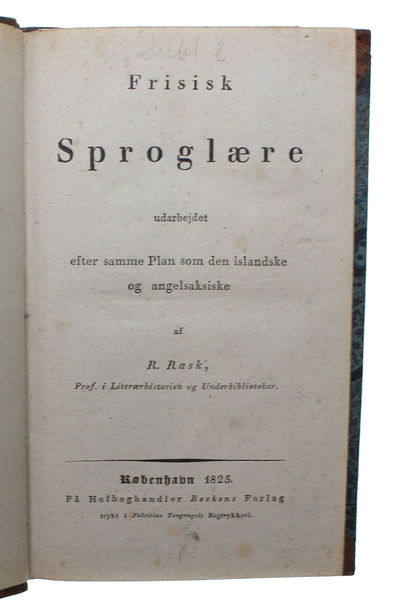 Frisisk
Sproglære
udarbejdet
efter samme Plan som den islandske
og angelsaksiske
af
R. Rask,
Prof. i Literærhistorien og Underbibliotekar.
København 1825.
På Hofboghandler Beekens Forlag
trykt i Fabritius Tengnagels Bogtrykkeri.